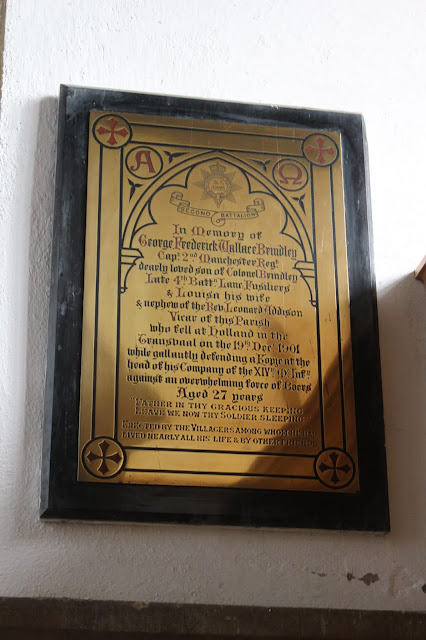 A Ω
SECOND BATTALION
In Memory of
George Frederick Wallace Brindley
Capt. 2nd Manchester Regt.
dearly loved son of Colonel Brindley
Late 4th Battn. Lanc. Fusiliers
& Louisa his wife
& nephew of the Rev. Leonard Addison
Vicar of this Parish
who fell at Holland in the
Transvaal on the 19th Decr. 1901
while gallantly defending a Kopje at the
head of his Company of the XIVth Mt. Infy.
against an overwhelming force of Boers
Aged 27 years
"FATHER IN THY GRACIOUS KEEPING
LEAVE WE NOW THY SOLDIER SLEEPING"
ERECTED BY THE VILLAGERS AMONG WHOM HE HAD
LIVED NEARLY ALL HIS LIFE & BY OTHER FRIENDS